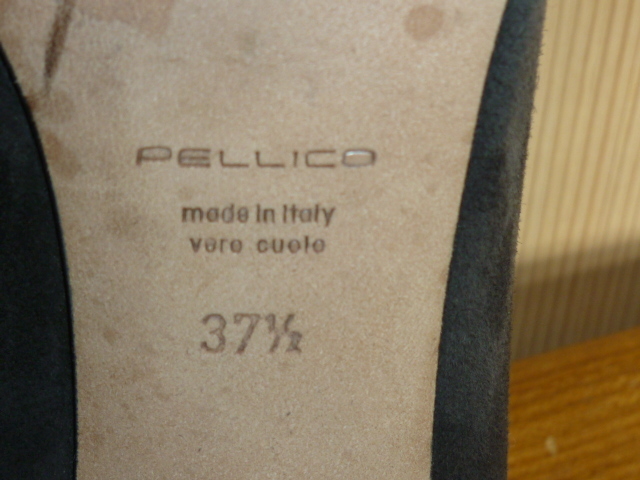 PELLICO
made in italy
vero cuoio
37½